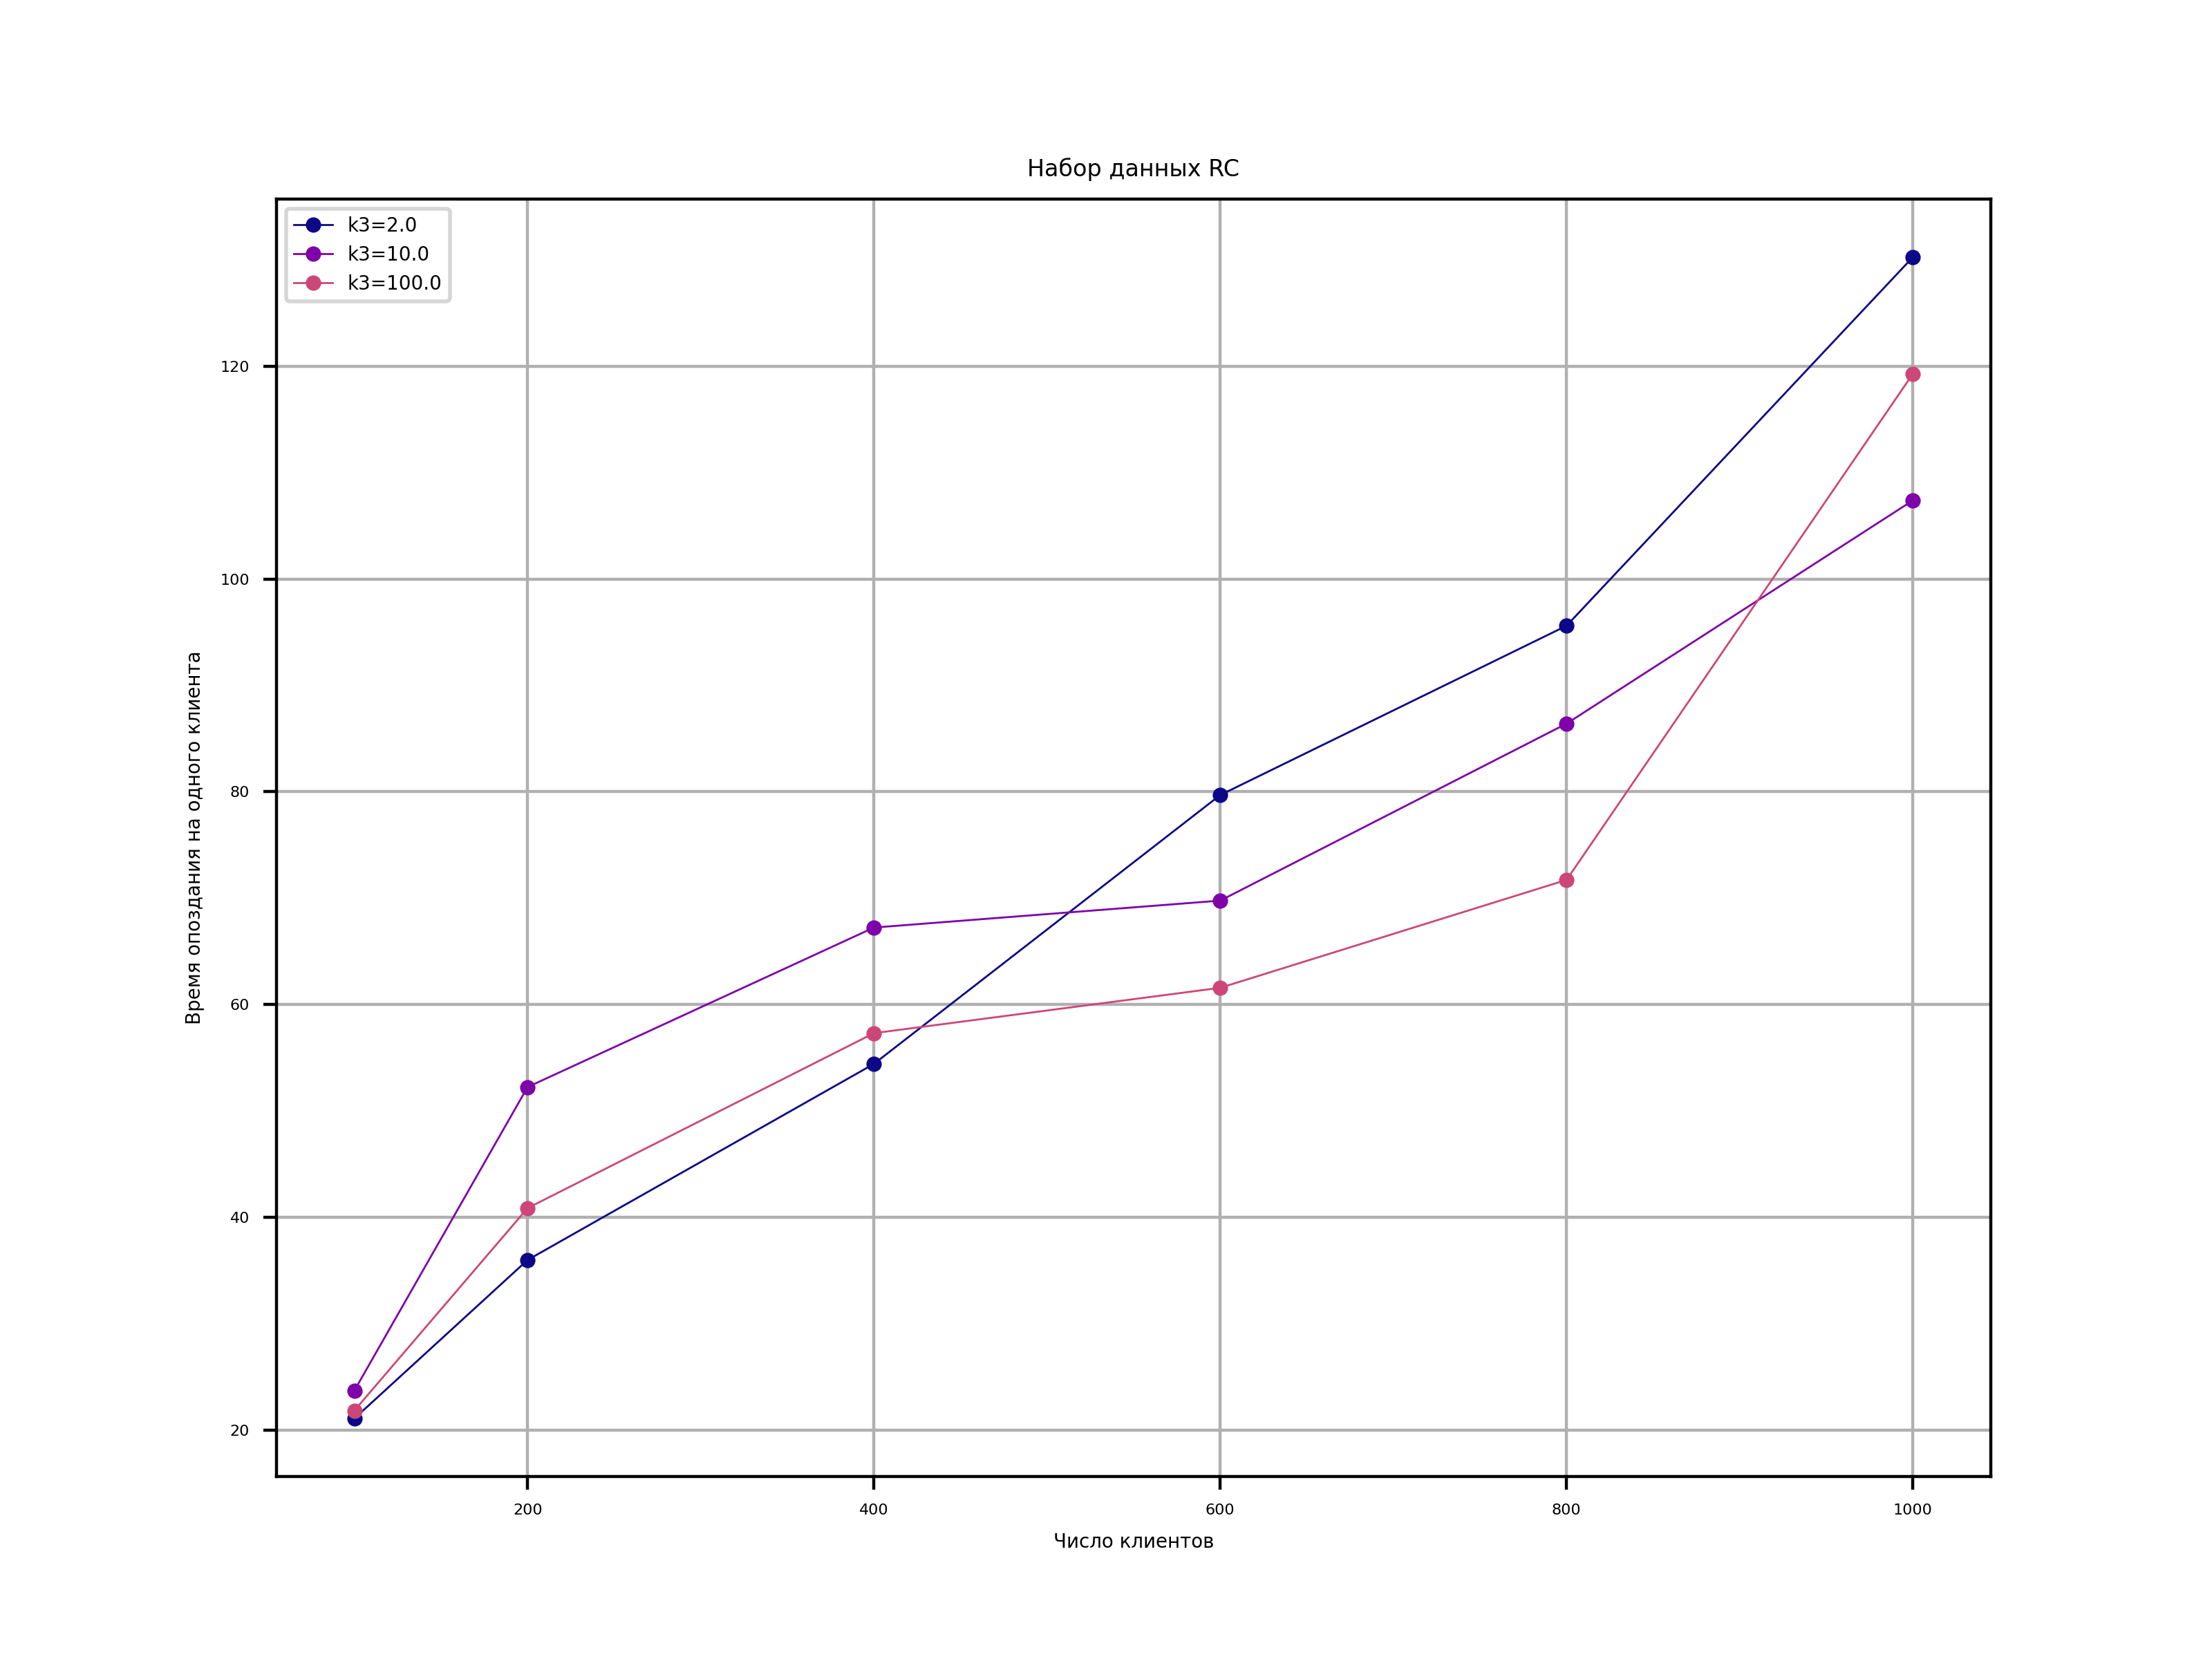 Набор данных RC
k3=2.0
k3=10.0
k3=100.0
120
100
80
60
40
20
Время опоздания на одного клиента
200 400 600 800 1000
Число клиентов